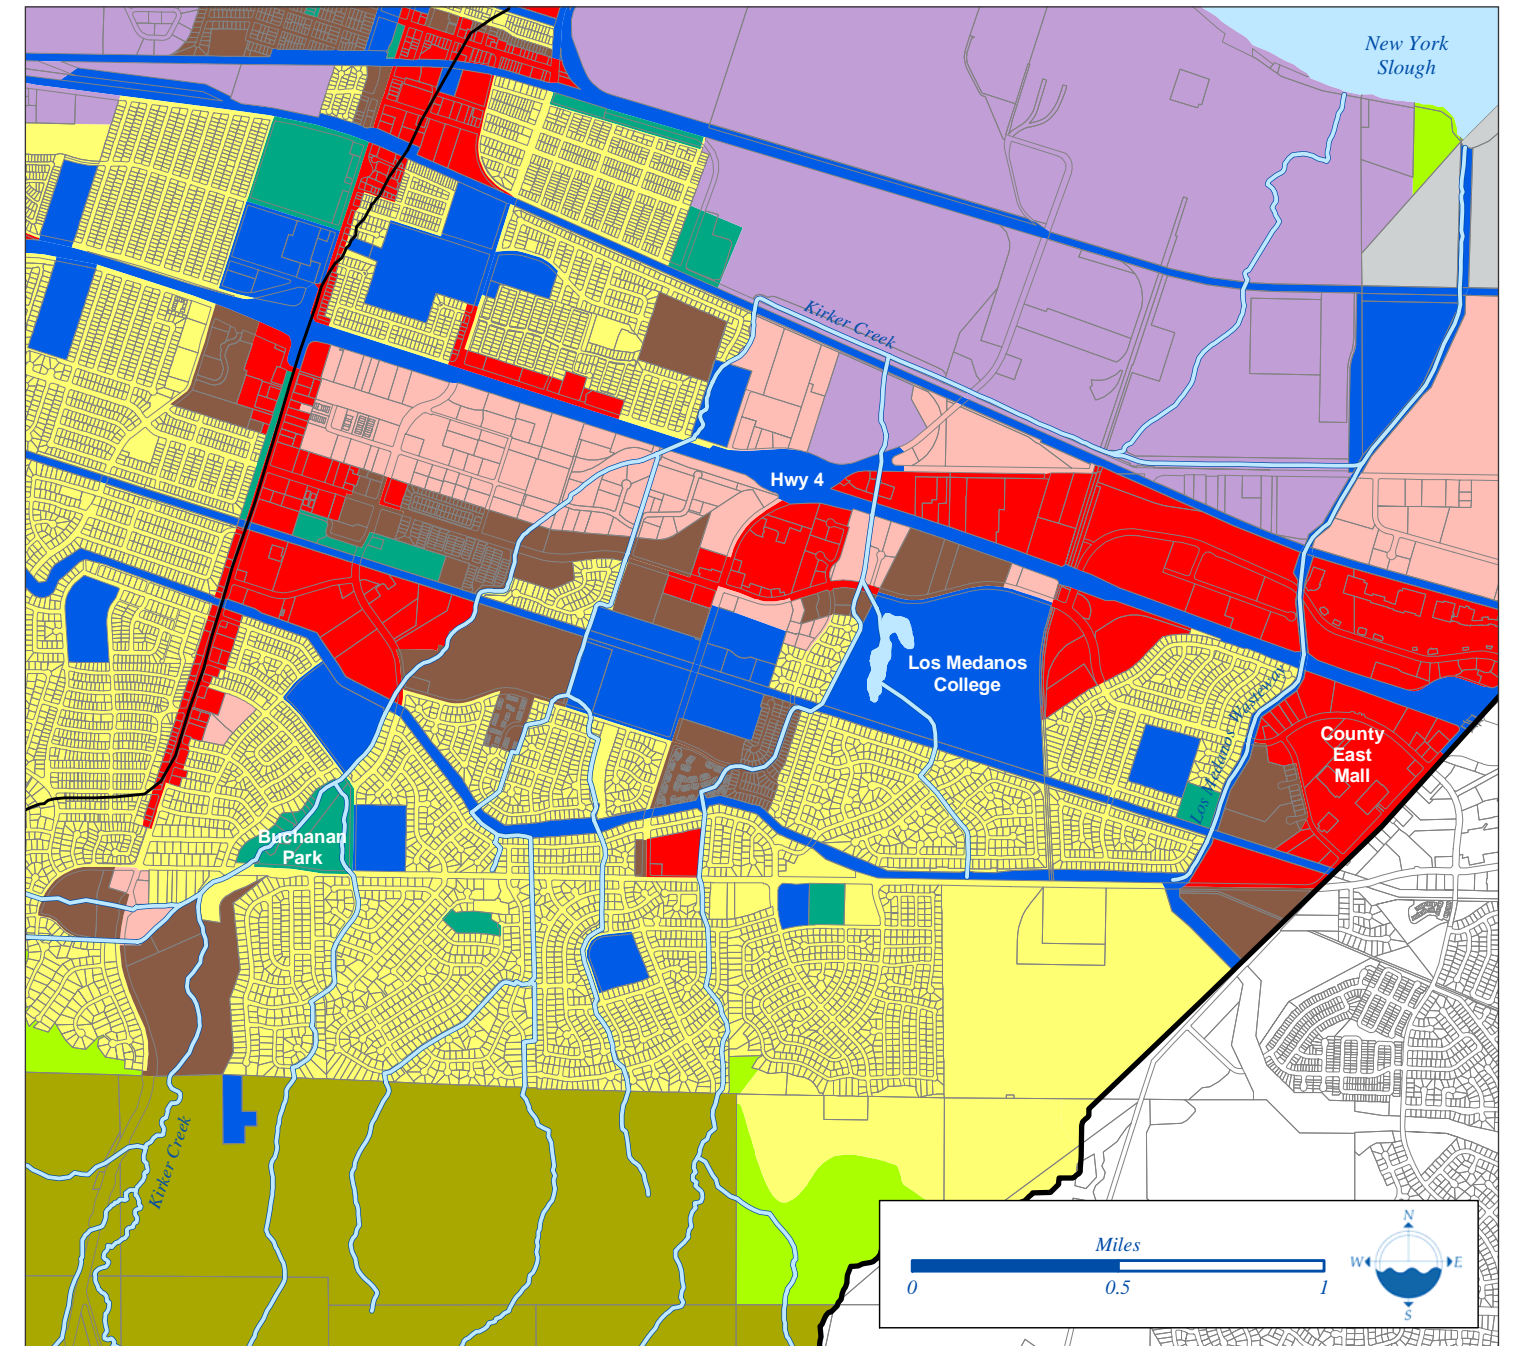 New York
Slough
Kirker Creek
Hwy 4
Los Medanos
College
Los Medanos Wasteway
County
East
Mall
Buchanan
Park
Kirker Creek
Miles
0 0.5 1
N
W E
S